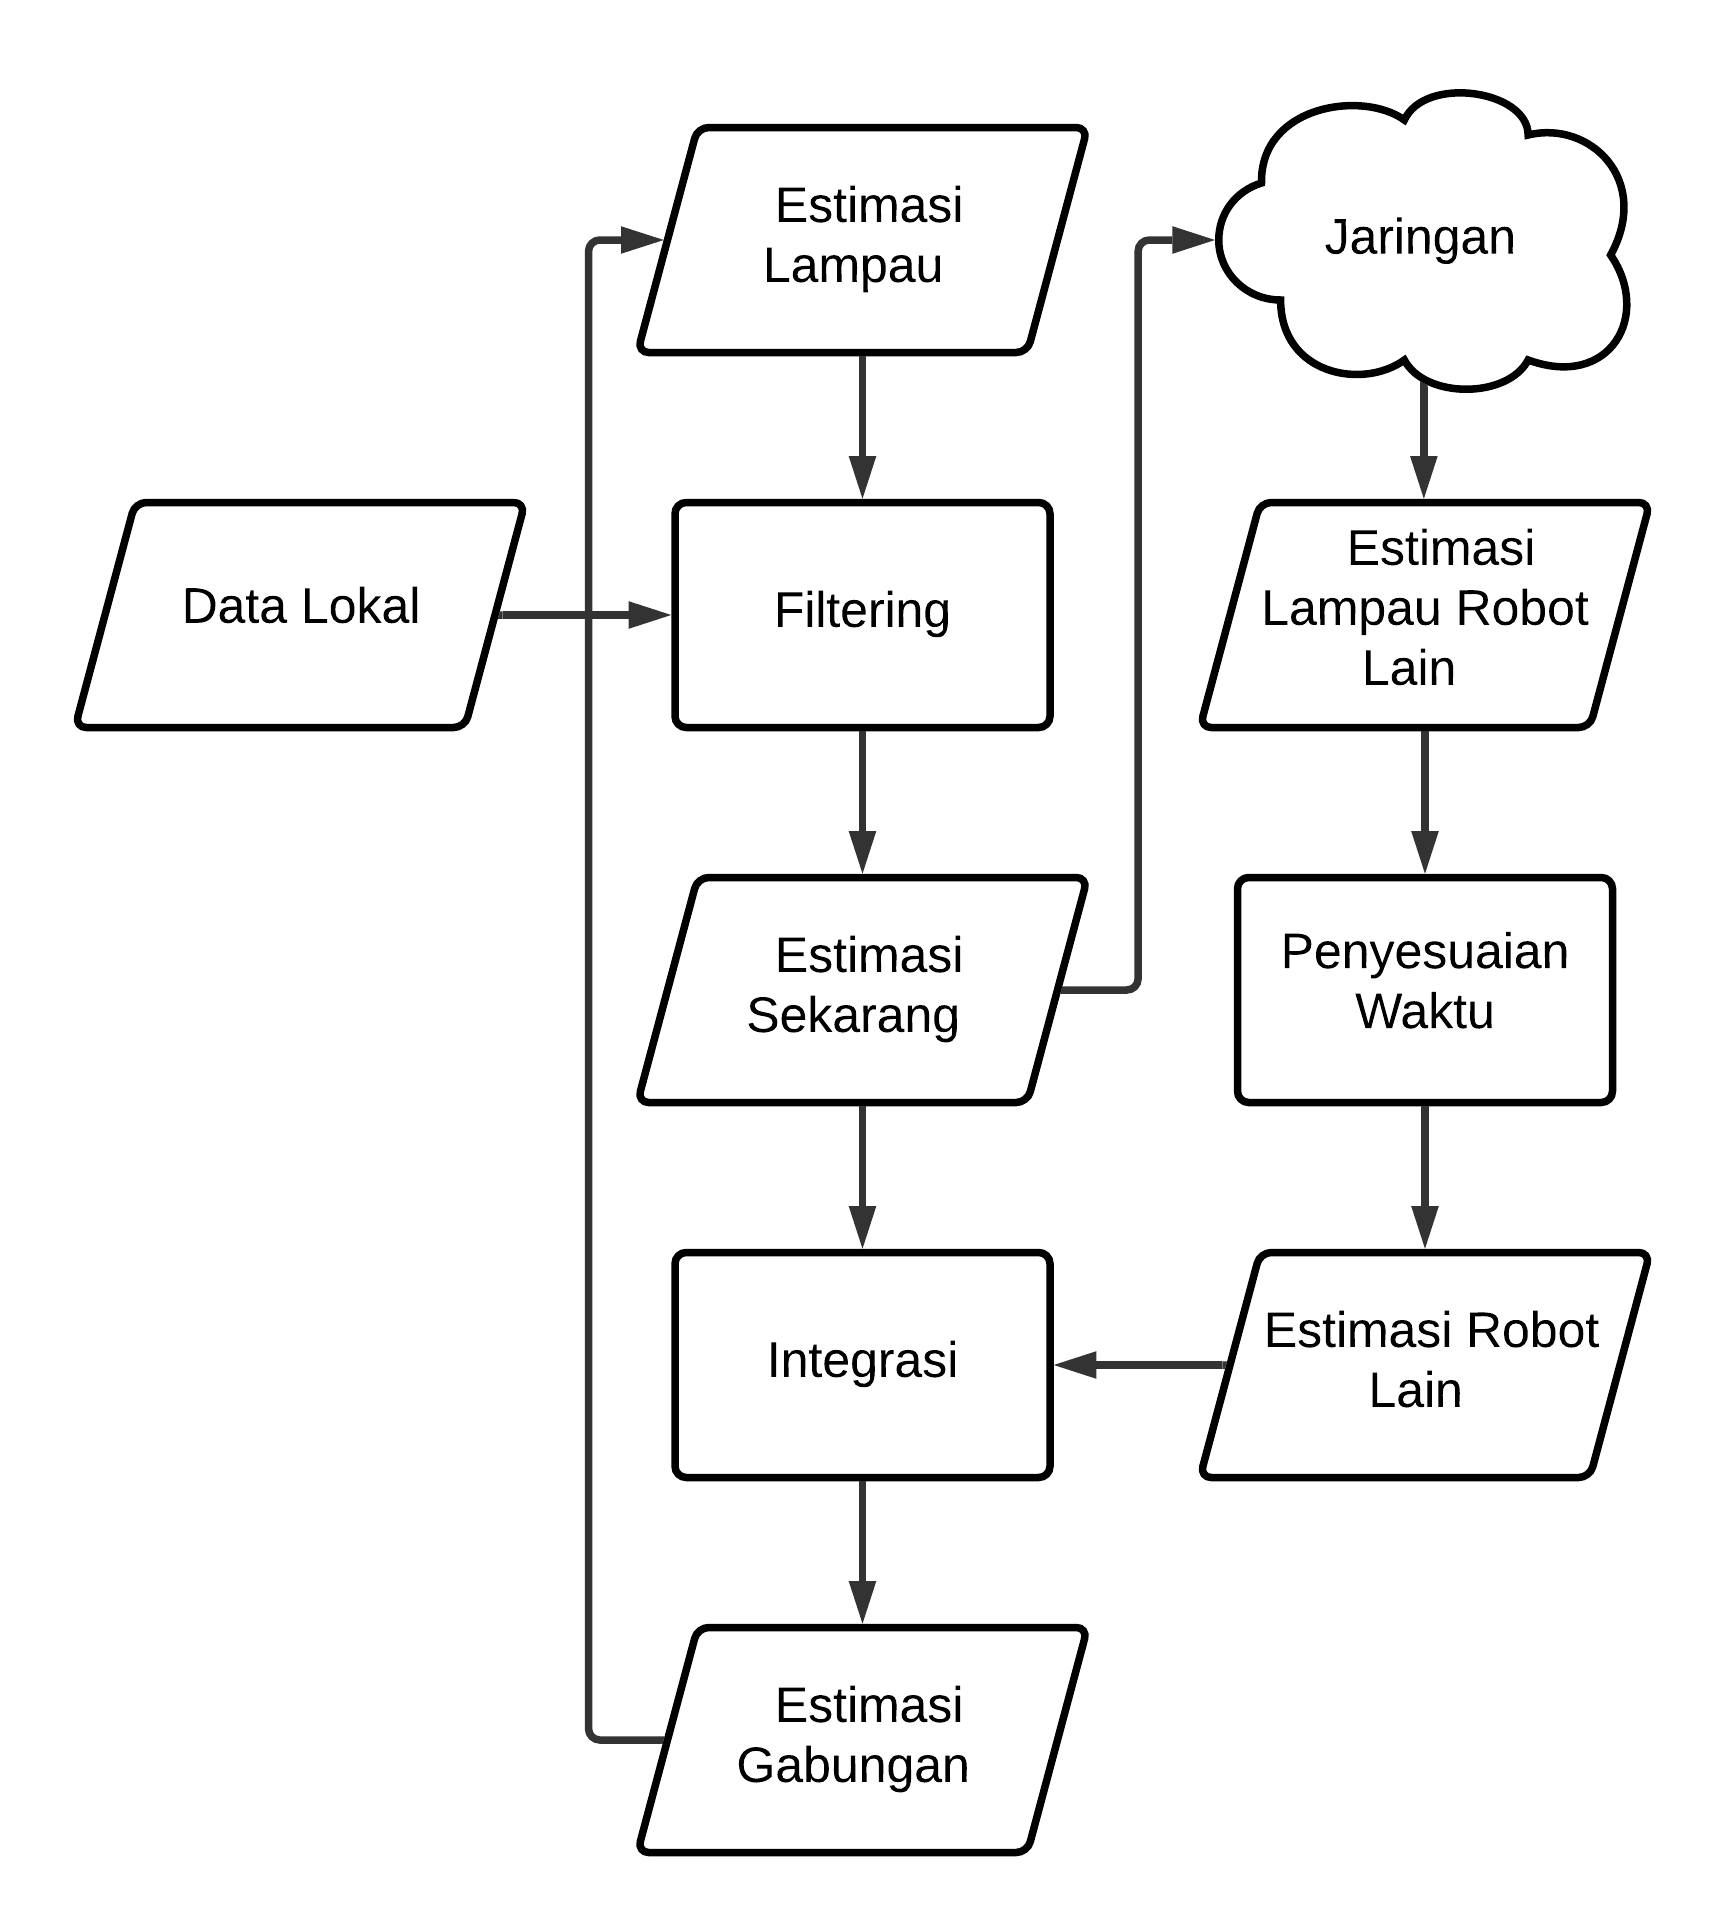 Estimasi
Lampau
Jaringan
Data Lokal
Filtering
Estimasi
Lampau Robot
Lain
Estimasi
Sekarang
Penyesuaian
Waktu
Integrasi
Estimasi Robot
Lain
Estimasi
Gabungan